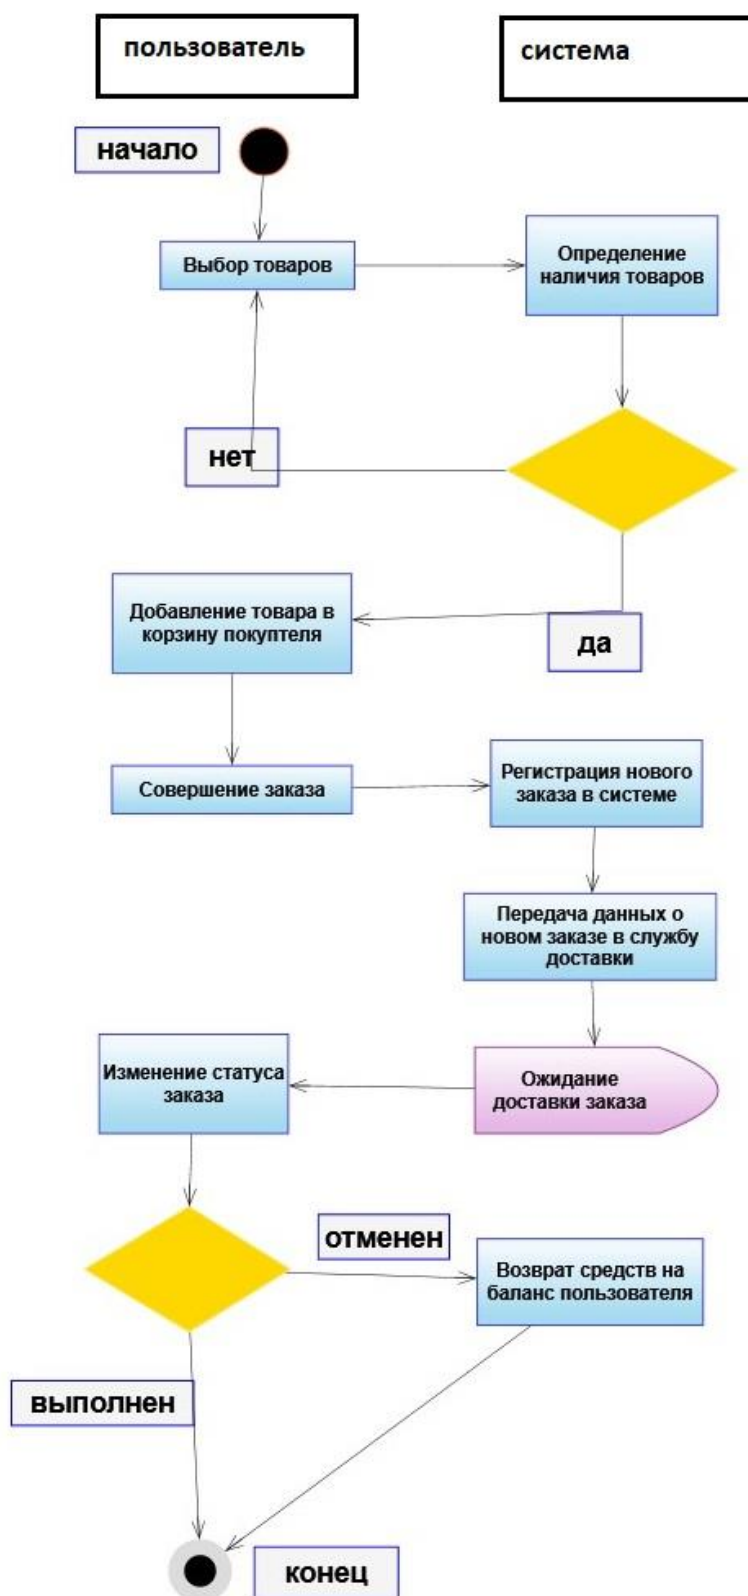 пользователь
система
начало
Выбор товаров
Определение
наличия товаров
нет
Добавление товара в
корзину покуптеля
да
Совершение заказа
Регистрация нового
заказа в системе
Передача данных о
новом заказе в службу
доставки
Изменение статуса
заказа
Ожидание
доставки заказа
отменен
Возврат средств на
баланс пользователя
выполнен
конец